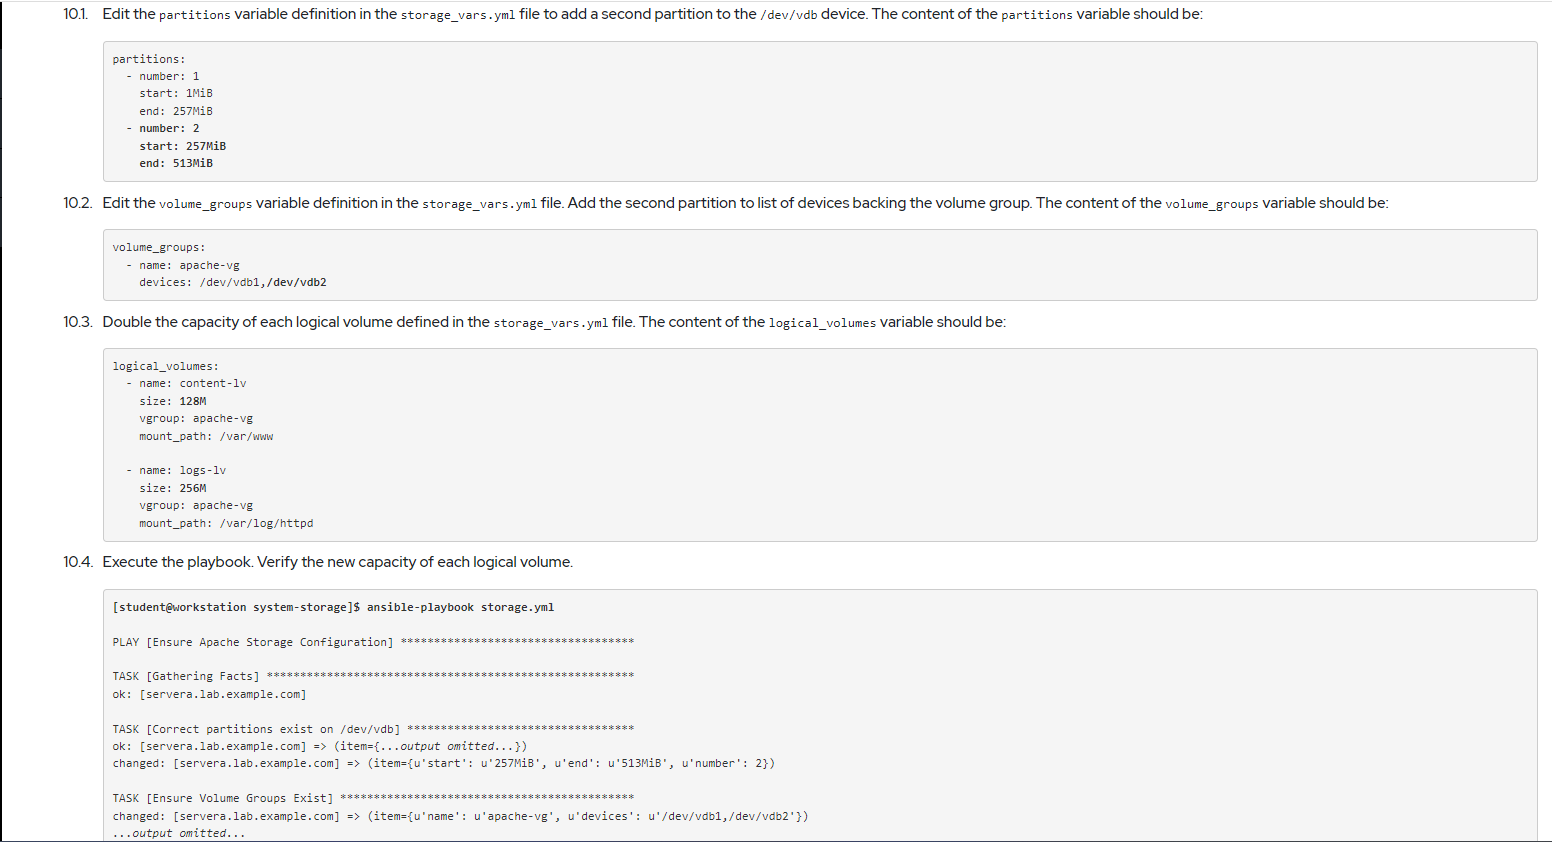 10.1. Edit the partitions variable definition in the storage_vars.yml file to add a second partition to the /dev/vdb device. The content of the partitions variable should be:
partitions:
  - number: 1
    start: 1MiB
    end: 257MiB
  - number: 2
    start: 257MiB
    end: 513MiB
10.2. Edit the volume_groups variable definition in the storage_vars.yml file. Add the second partition to list of devices backing the volume group. The content of the volume_groups variable should be:
volume_groups:
  - name: apache-vg
    devices: /dev/vdb1,/dev/vdb2
10.3. Double the capacity of each logical volume defined in the storage_vars.yml file. The content of the logical_volumes variable should be:
logical_volumes:
  - name: content-lv
    size: 128M
    vgroup: apache-vg
    mount_path: /var/www
  - name: logs-lv
    size: 256M
    vgroup: apache-vg
    mount_path: /var/log/httpd
10.4. Execute the playbook. Verify the new capacity of each logical volume.
[student@workstation system-storage]$ ansible-playbook storage.yml
PLAY [Ensure Apache Storage Configuration] ***********************************
TASK [Gathering Facts] *******************************************************
ok: [servera.lab.example.com]
TASK [Correct partitions exist on /dev/vdb] **********************************
ok: [servera.lab.example.com] => (item={...output omitted...})
changed: [servera.lab.example.com] => (item={u'start': u'257MiB', u'end': u'513MiB', u'number': 2})
TASK [Ensure Volume Groups Exist] ********************************************
changed: [servera.lab.example.com] => (item={u'name': u'apache-vg', u'devices': u'/dev/vdb1,/dev/vdb2'})
...output omitted...